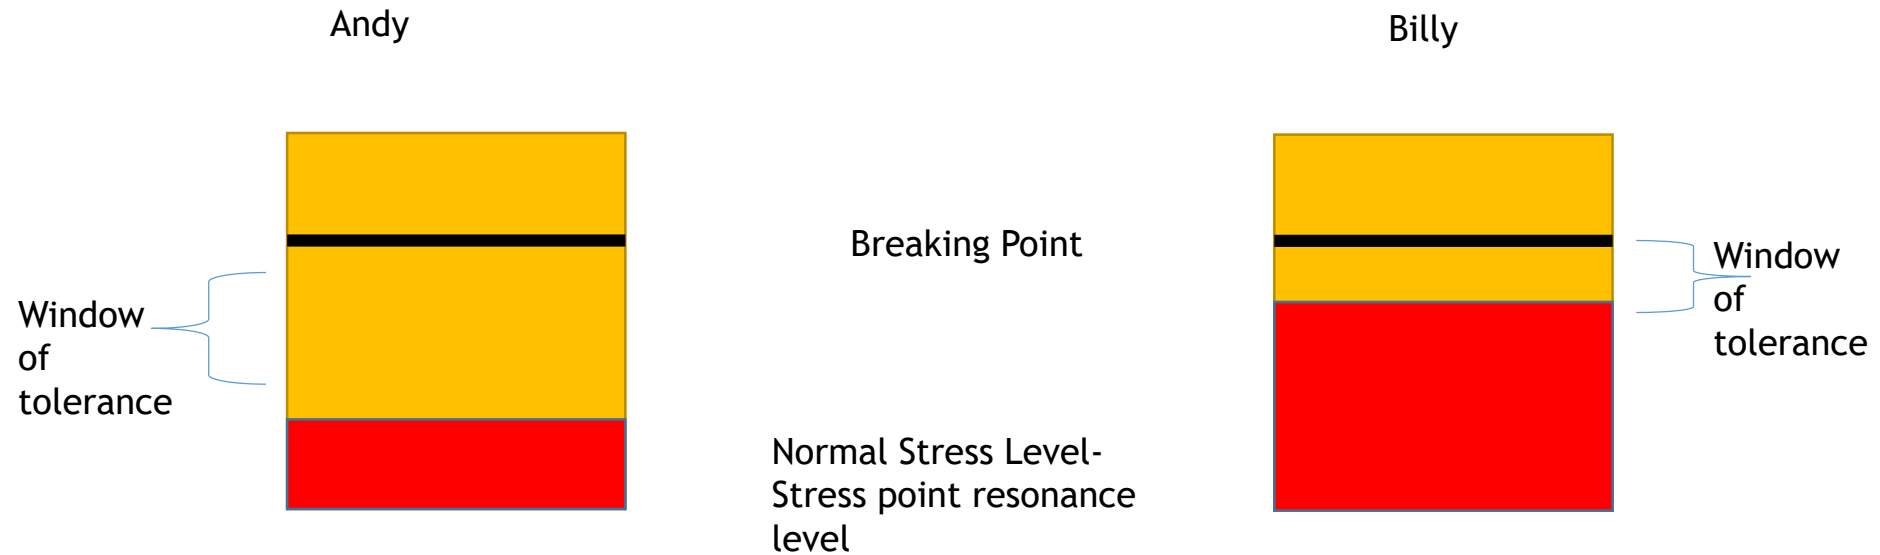 Andy
Billy
Breaking Point
Window
of
tolerance
Window
of
tolerance
Normal Stress Level-
Stress point resonance
level